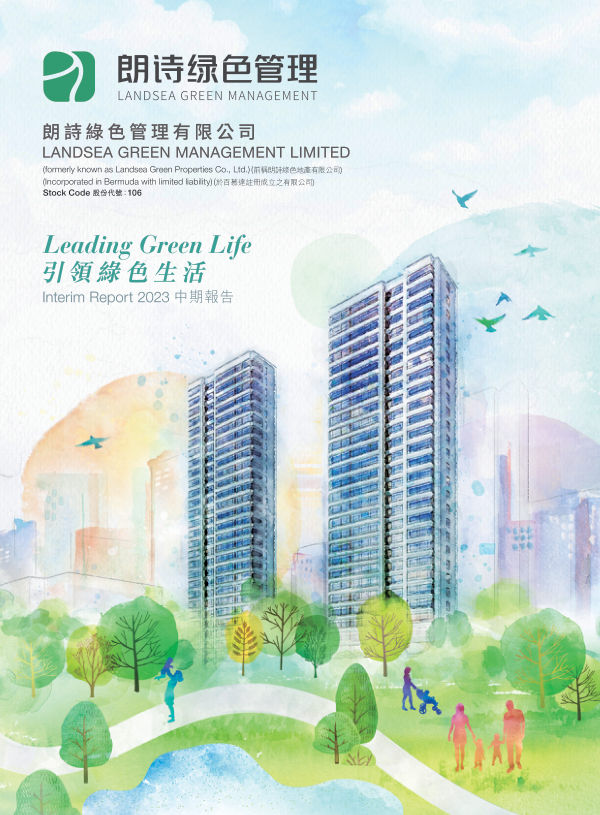 朗诗绿色管理
LANDSEA GREEN MANAGEMENT
朗詩綠色管理有限公司
LANDSEA GREEN MANAGEMENT LIMITED
(formerly known as Landsea Green Properties Co., Ltd.) (前稱朗詩綠色地產有限公司)
(Incorporated in Bermuda with limited liability) (於百慕達註冊成立之有限公司)
Stock Code 股份代號 : 106
Leading Green Life
引領綠色生活
Interim Report 2023 中期報告